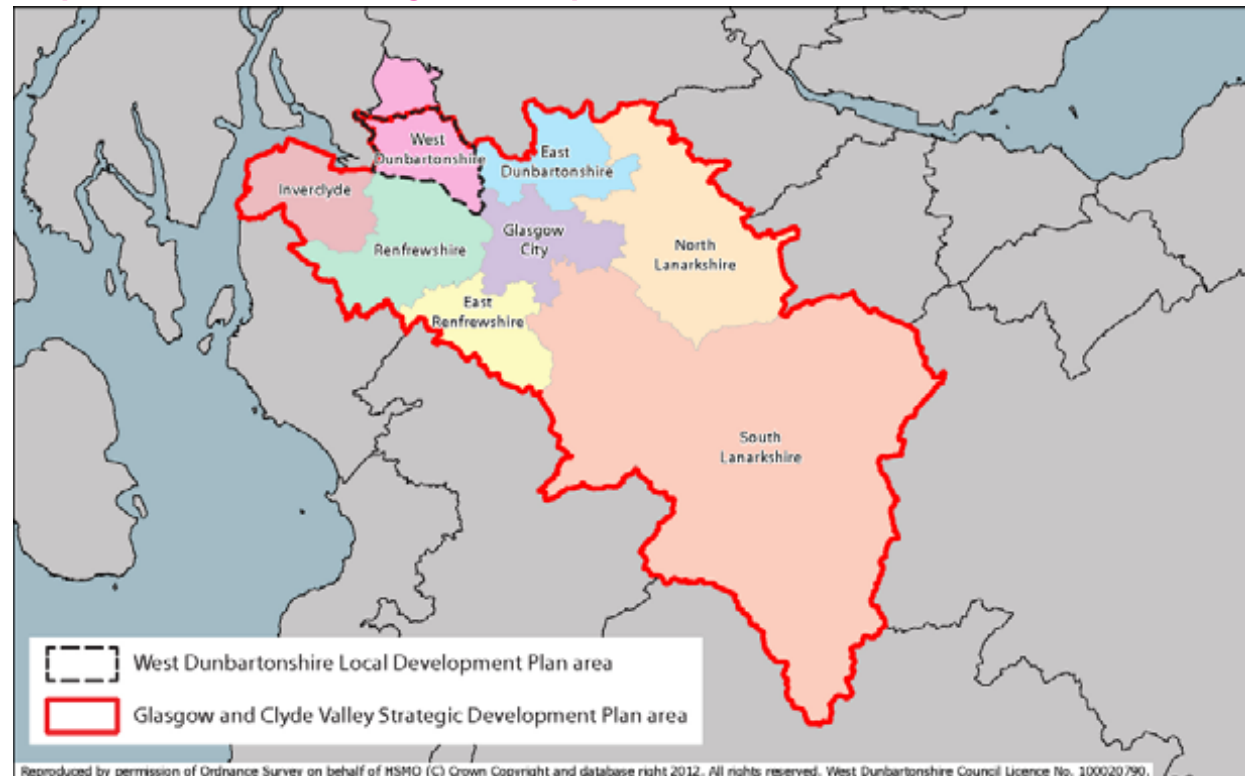 West
Dunbartonshire
East
Dunbartonshire
Inverclyde
Renfrewshire
Glasgow
City
North
Lanarkshire
East
Renfrewshire
South
Lanarkshire
West Dunbartonshire Local Development Plan area
Glasgow and Clyde Valley Strategic Development Plan area
Reproduced by permission of Ordnance Survey on behalf of HSMO (C) Crown Copyright and database right 2012. All rights reserved. West Dunbartonshire Council Licence No. 100020790.